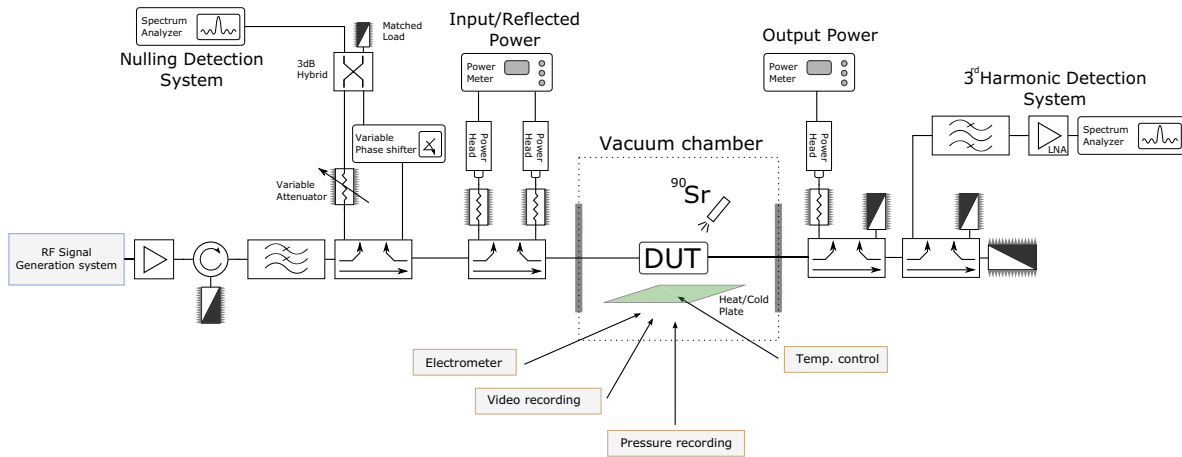 Spectrum
Analyzer
Nulling Detection
System
Matched
Load
3dB
Hybrid
Variable
Phase shifter
Variable
Attenuator
RF Signal
Generation system
Input/Reflected
Power
Power
Meter
Power
Head
Power
Head
Vacuum chamber
90Sr
DUT
Heat/Cold
Plate
Electrometer
Video recording
Pressure recording
Temp. control
Output Power
Power
Meter
Power
Head
3rd Harmonic Detection
System
LNA
Spectrum
Analyzer